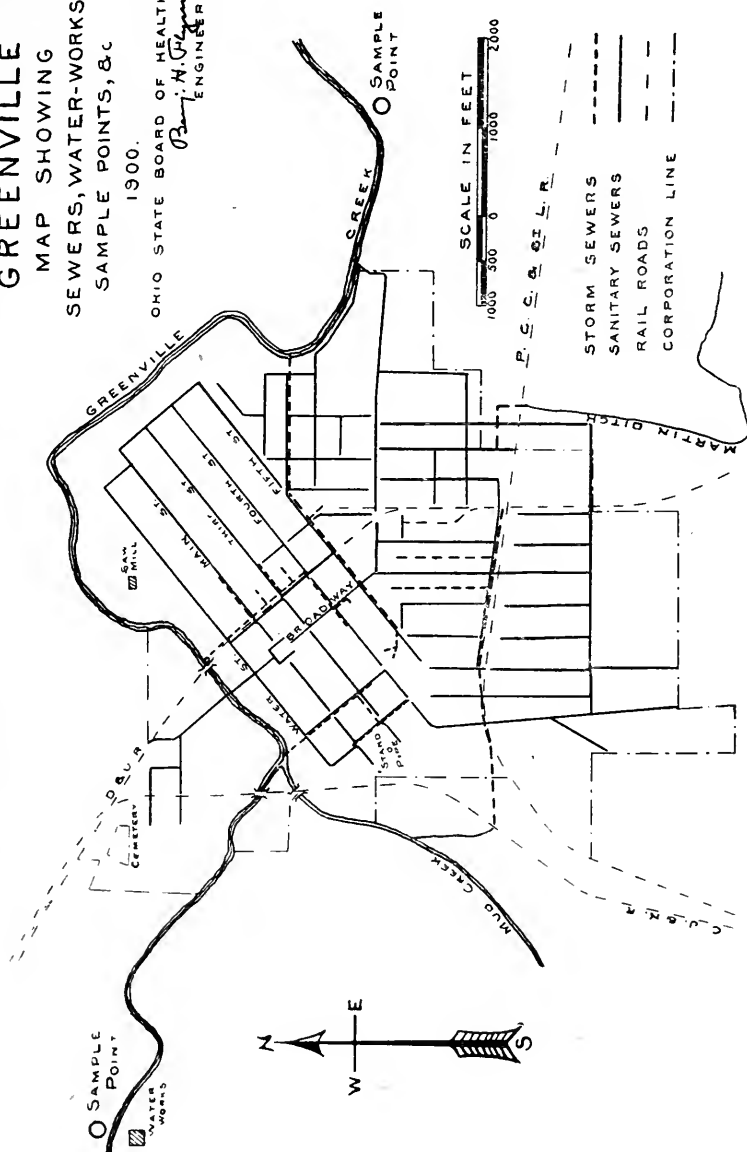 GREENVILLE
MAP SHOWING
SEWERS, WATER-WORKS
SAMPLE POINTS, &c
1900.
OHIO STATE BOARD OF HEALTH
ENGINEER
SAMPLE
POINT
GREENVILLE
CREEK
SAW
MILL
MAIN ST.
THIRD ST
FOURTH ST
FIFTH ST
BROADWAY
WATER ST.
STAND
PIPE
D & U R
CEMETERY
MUD CREEK
C. J. & M. R.
SAMPLE
POINT
WATER
WORKS
N
W E
S
SCALE IN FEET
1000 500 0 1000 2000
P. C. C. & ST L. R.
MARTIN DITCH
STORM SEWERS
SANITARY SEWERS
RAIL ROADS
CORPORATION LINE